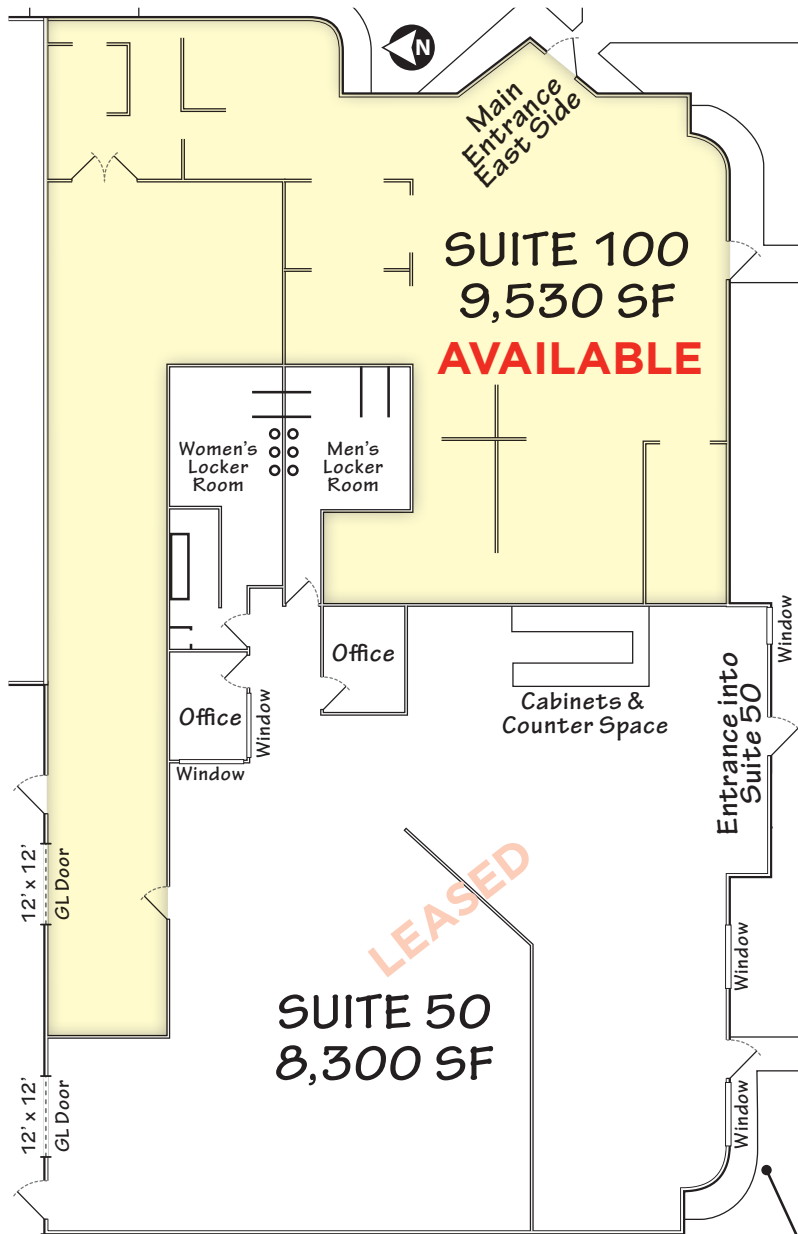 N
Main
Entrance
East Side
SUITE 100
9,530 SF
AVAILABLE
Women's
Locker
Room
Men's
Locker
Room
Office
Window
Cabinets &
Counter Space
Entrance into
Suite 50
Office
Window
Window
12' x 12'
GL Door
LEASED
Window
SUITE 50
8,300 SF
12' x 12'
GL Door
Window